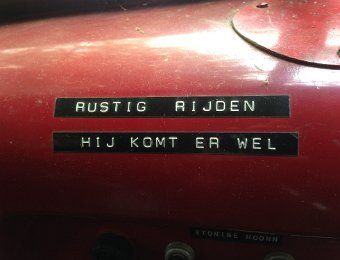 RUSTIG RIJDEN
HIJ KOMT ER WEL